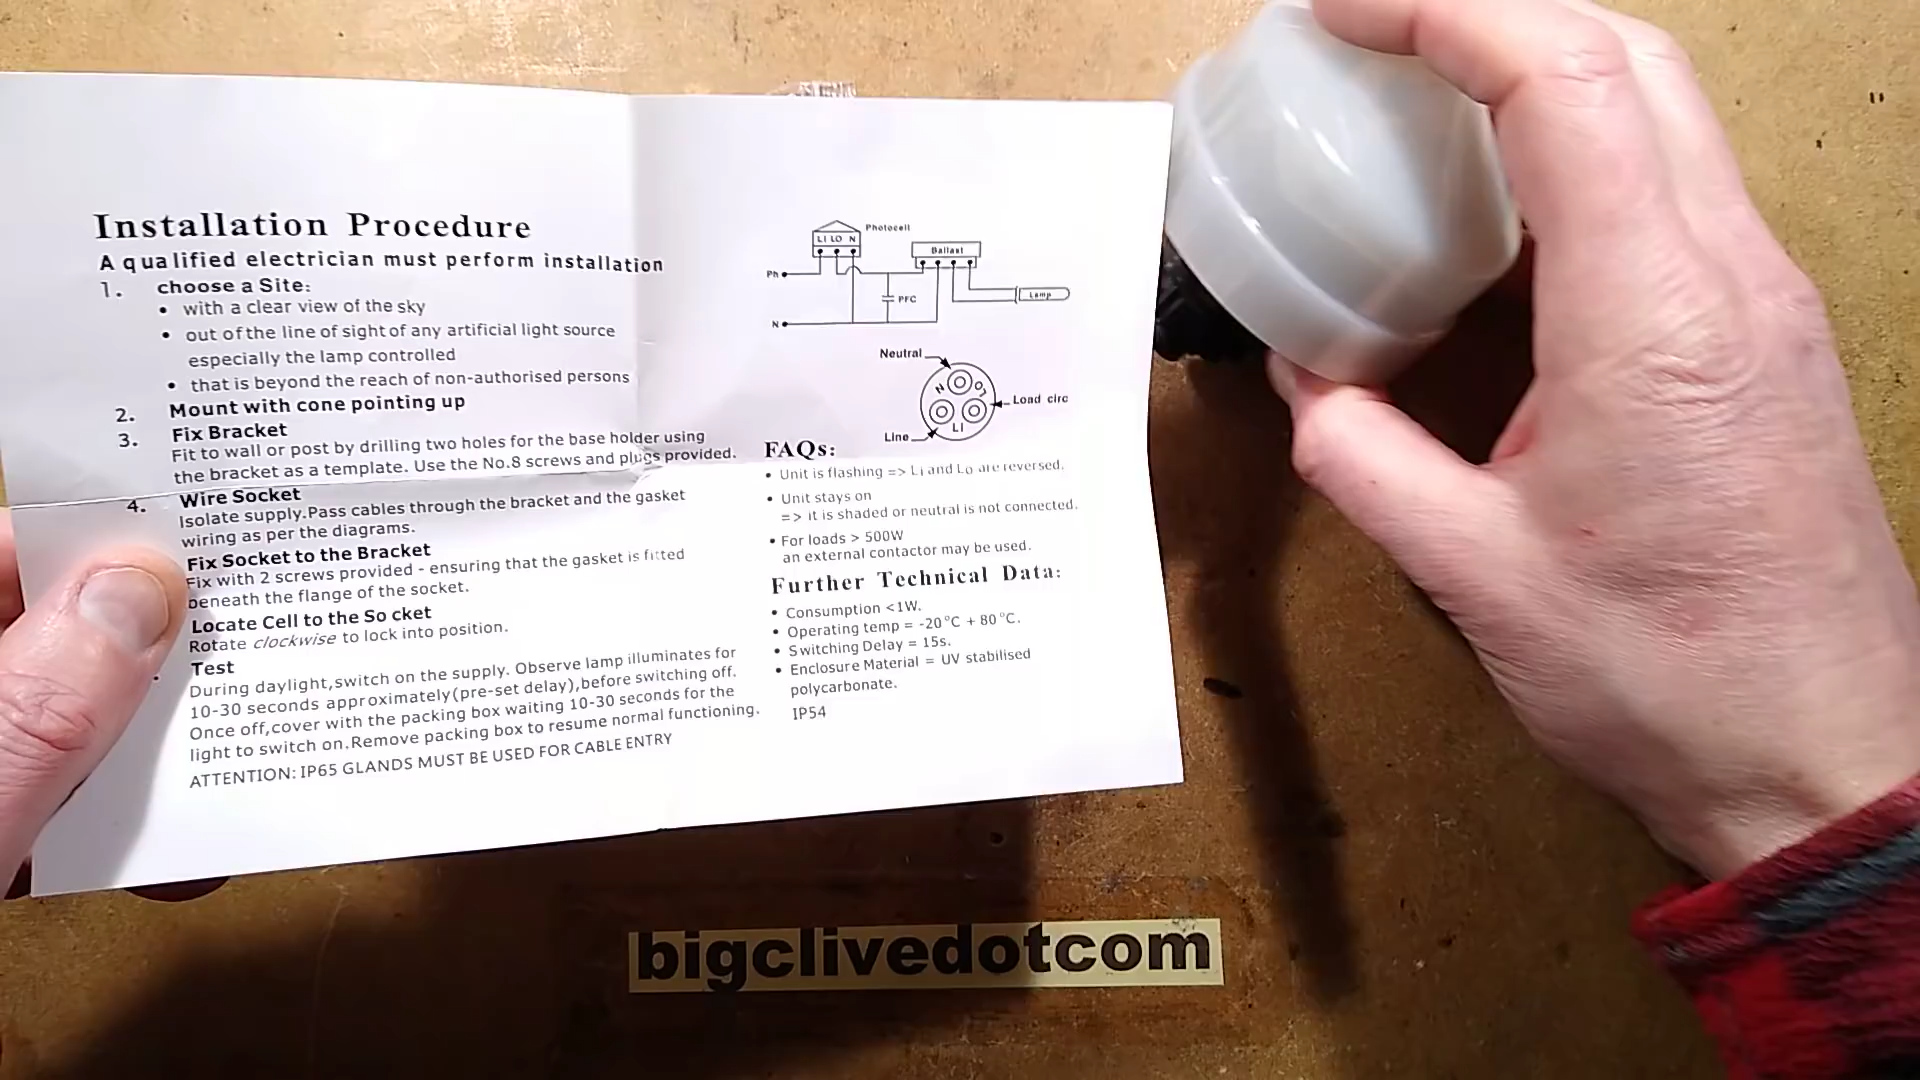 Installation Procedure
A qualified electrician must perform installation
1. choose a Site:
• with a clear view of the sky
• out of the line of sight of any artificial light source
especially the lamp controlled
• that is beyond the reach of non-authorised persons
2. Mount with cone pointing up
3. Fix Bracket
Fit to wall or post by drilling two holes for the base holder using
the bracket as a template. Use the No.8 screws and plugs provided.
4. Wire Socket
Isolate supply.Pass cables through the bracket and the gasket
wiring as per the diagrams.
Fix Socket to the Bracket
Fix with 2 screws provided - ensuring that the gasket is fitted
beneath the flange of the socket.
Locate Cell to the So cket
Rotate clockwise to lock into position.
Test
During daylight,switch on the supply. Observe lamp illuminates for
10-30 seconds approximately(pre-set delay),before switching off.
Once off,cover with the packing box waiting 10-30 seconds for the
light to switch on.Remove packing box to resume normal functioning.
ATTENTION: IP65 GLANDS MUST BE USED FOR CABLE ENTRY
Photocell
LI LO N
Ballast
Ph
PFC
Lamp
N
Neutral
N LO
Load circ
LI
Line
FAQs:
• Unit is flashing => Li and Lo are reversed.
• Unit stays on
=> it is shaded or neutral is not connected.
• For loads > 500W
an external contactor may be used.
Further Technical Data:
• Consumption <1W.
• Operating temp = -20°C + 80°C.
• Switching Delay = 15s.
• Enclosure Material = UV stabilised
polycarbonate.
IP54
bigclivedotcom